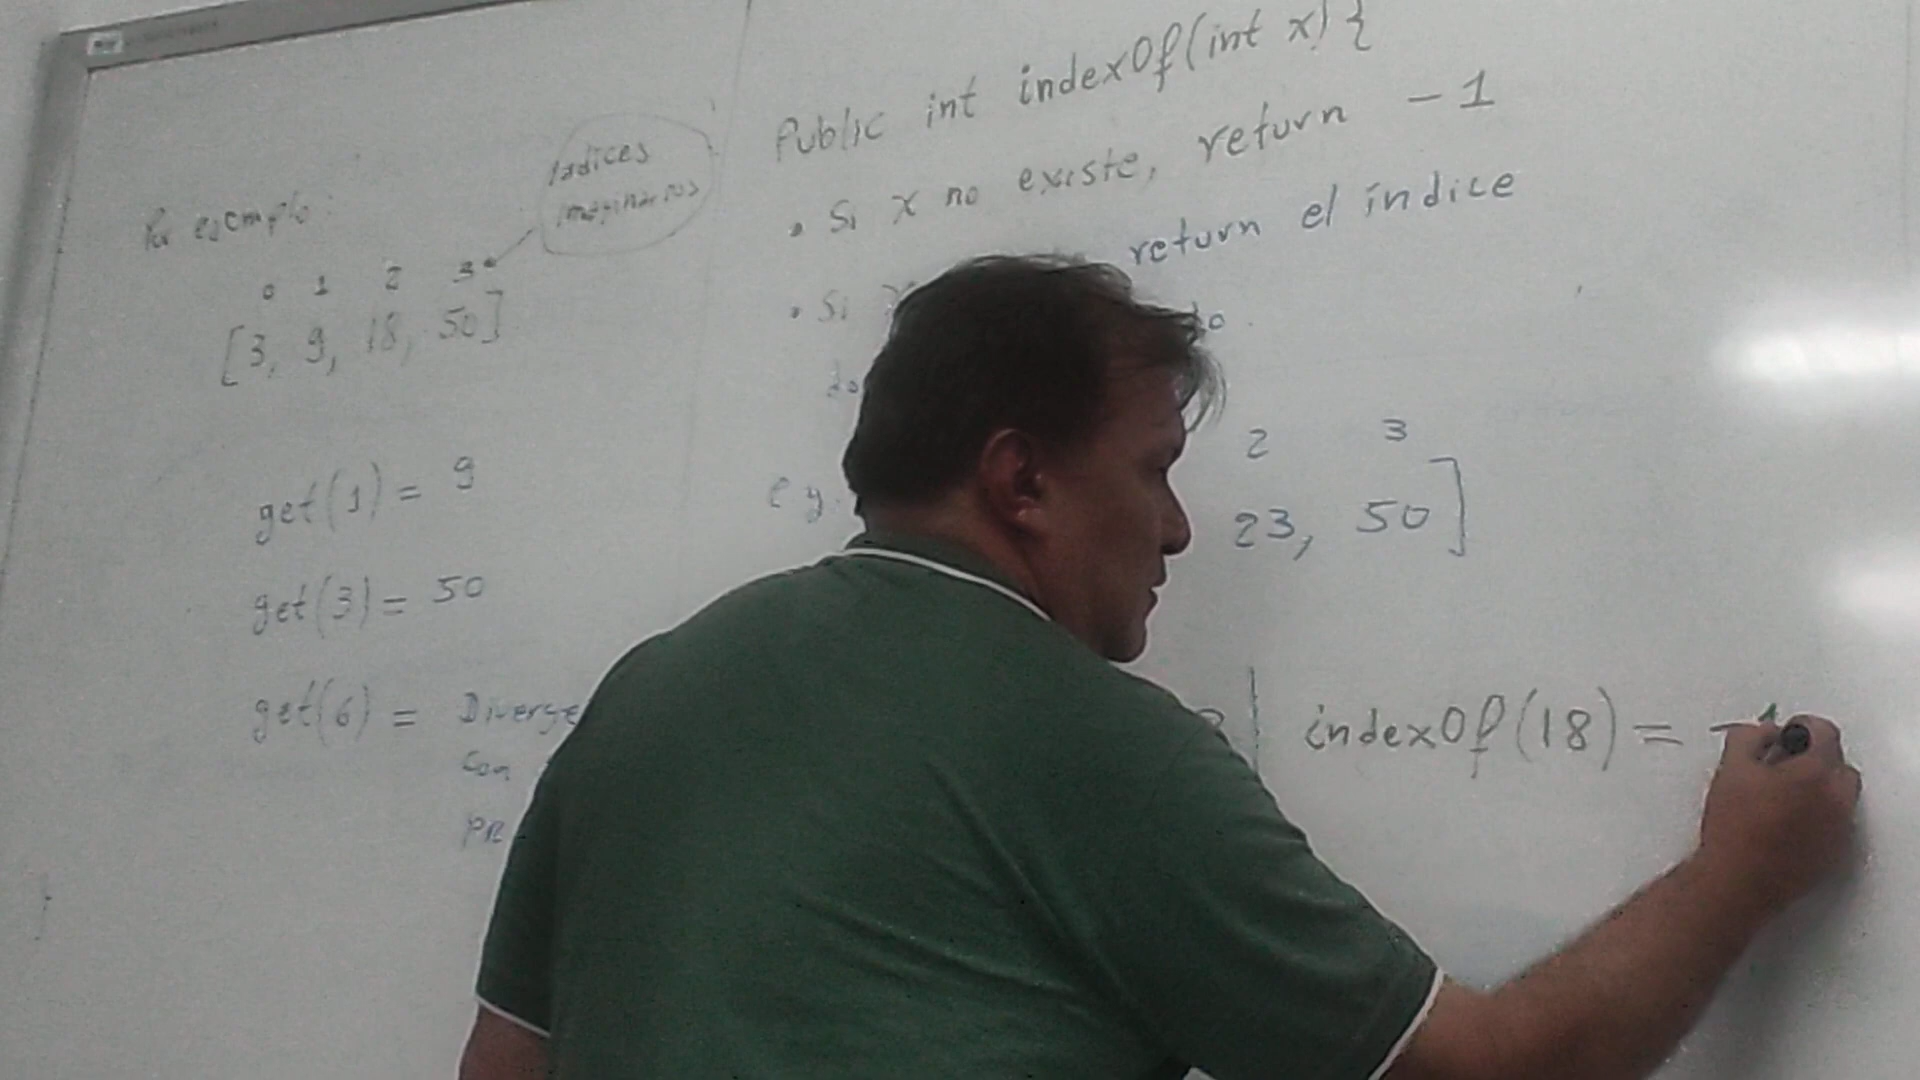 Por ejemplo:
Indices
imaginarios
0 1 2 3
[3, 9, 18, 50]
get(1) = 9
get(3) = 50
get(6) = Diverge
con
Public int indexOf(int x) {
• Si x no existe, return -1
• Si x return el índice
2 3
23, 50]
indexOf(18) = -1